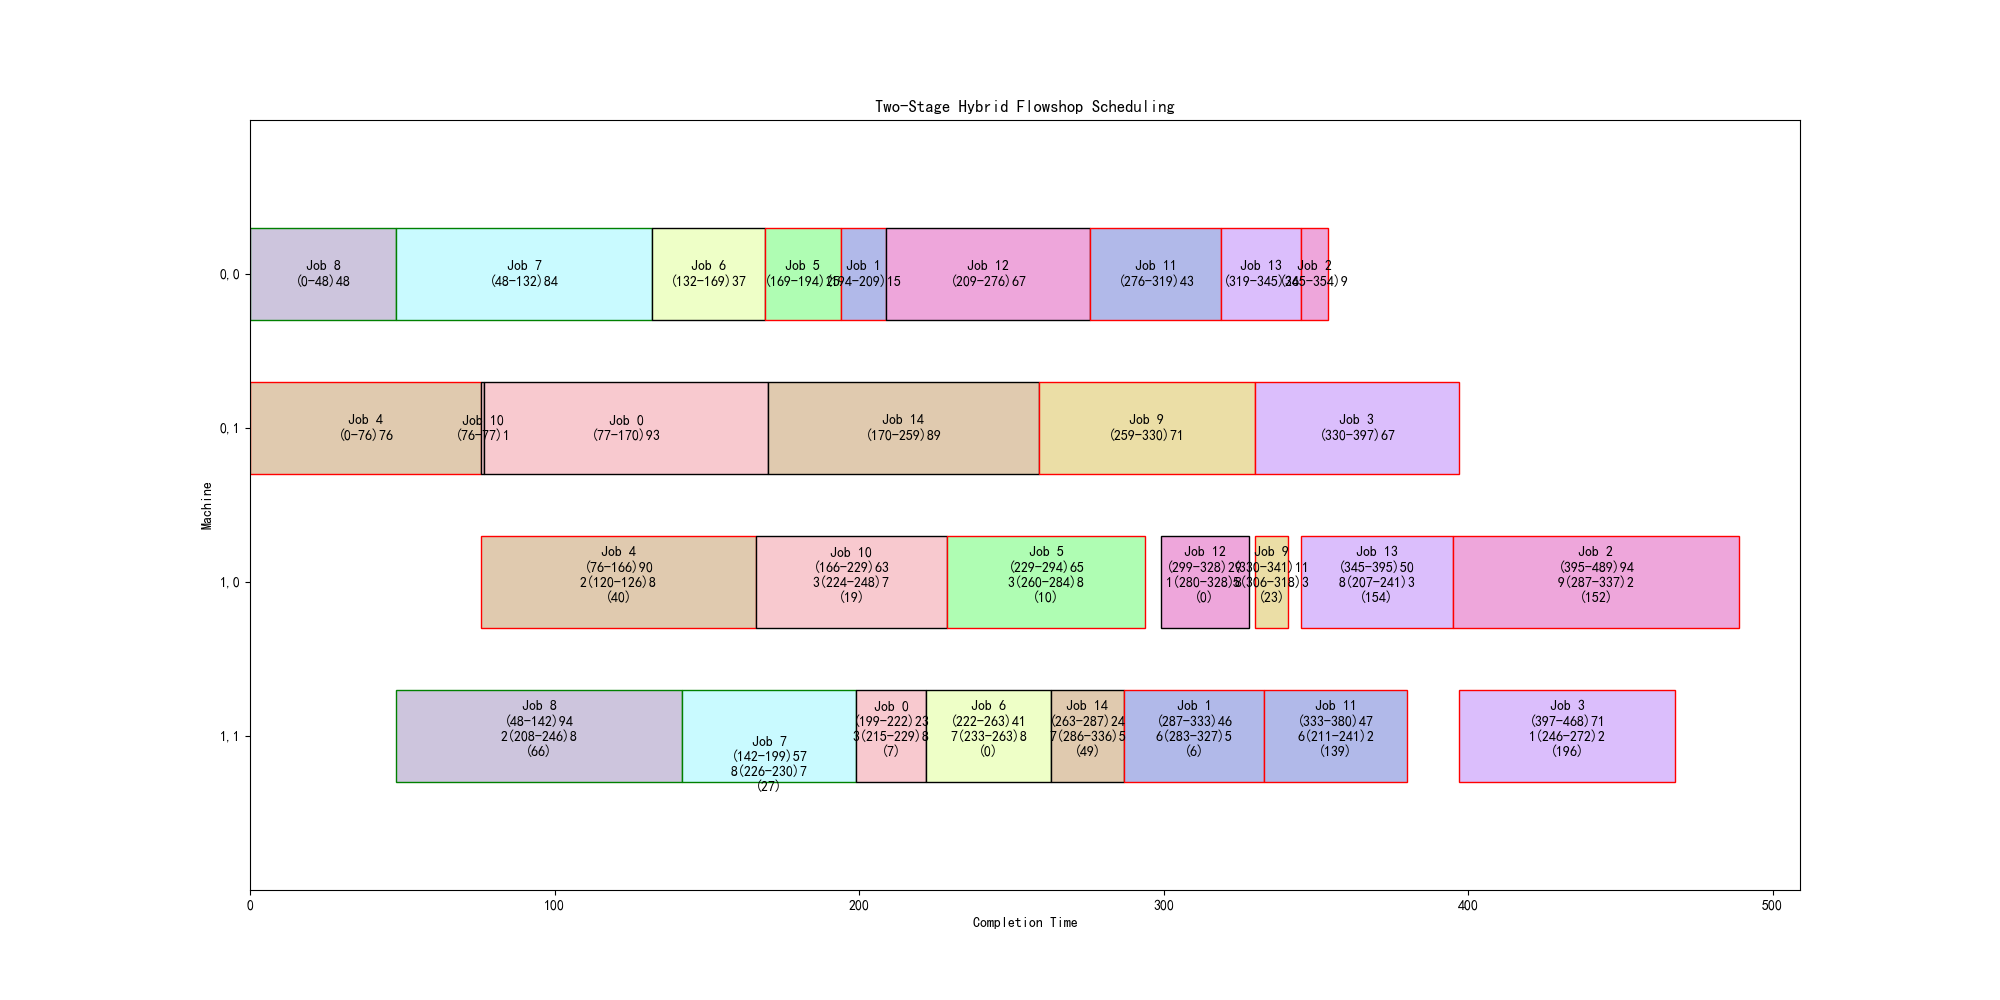 Two-Stage Hybrid Flowshop Scheduling
Machine
0,0
Job 8
(0-48)48
Job 7
(48-132)84
Job 6
(132-169)37
Job 5
(169-194)25
Job 1
(194-209)15
Job 12
(209-276)67
Job 11
(276-319)43
Job 13
(319-345)26
Job 2
(345-354)9
0,1
Job 4
(0-76)76
Job 10
(76-77)1
Job 0
(77-170)93
Job 14
(170-259)89
Job 9
(259-330)71
Job 3
(330-397)67
1,0
Job 4
(76-166)90
2(120-126)8
(40)
Job 10
(166-229)63
3(224-248)7
(19)
Job 5
(229-294)65
3(260-284)8
(10)
Job 12
(299-328)29
1(280-328)8
(0)
Job 9
(330-341)11
(306-318)3
(23)
Job 13
(345-395)50
8(207-241)3
(154)
Job 2
(395-489)94
9(287-337)2
(152)
1,1
Job 8
(48-142)94
2(208-246)8
(66)
Job 7
(142-199)57
8(226-230)7
(27)
Job 0
(199-222)23
3(215-229)8
(7)
Job 6
(222-263)41
7(233-263)8
(0)
Job 14
(263-287)24
7(286-336)5
(49)
Job 1
(287-333)46
6(283-327)5
(6)
Job 11
(333-380)47
6(211-241)2
(139)
Job 3
(397-468)71
1(246-272)2
(196)
0
100
200
300
400
500
Completion Time